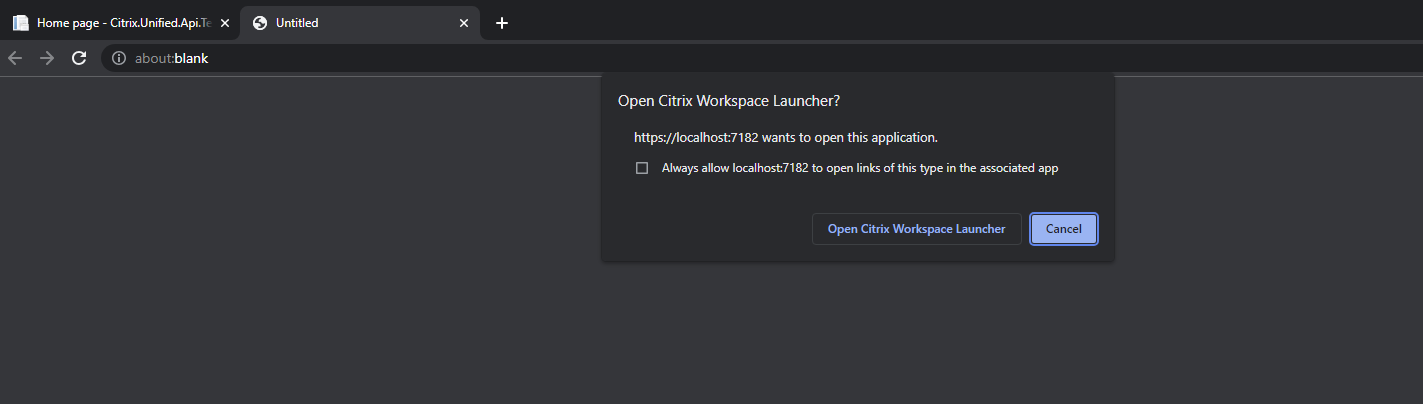 Home page - Citrix.Unified.Api.Te
Untitled
about:blank
Open Citrix Workspace Launcher?
https://localhost:7182 wants to open this application.
Always allow localhost:7182 to open links of this type in the associated app
Open Citrix Workspace Launcher
Cancel